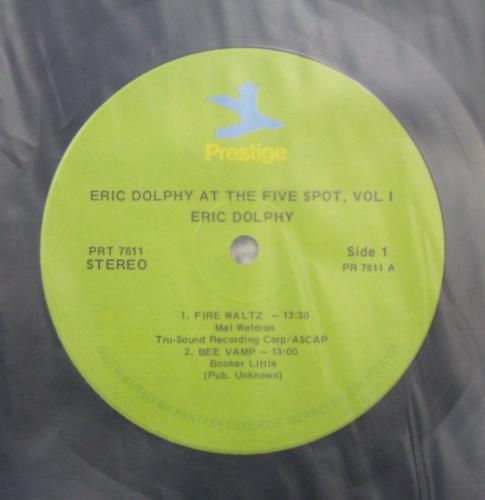 Prestige
ERIC DOLPHY AT THE FIVE SPOT, VOL I
ERIC DOLPHY
PRT 7611
STEREO
Side 1
PR 7611 A
1. FIRE WALTZ – 13:30
Mal Waldron
Tru-Sound Recording Corp/ASCAP
2. BEE VAMP – 13:00
Booker Little
(Pub. Unknown)
DISTRIBUTED BY FANTASY RECORDS, BERKELEY,